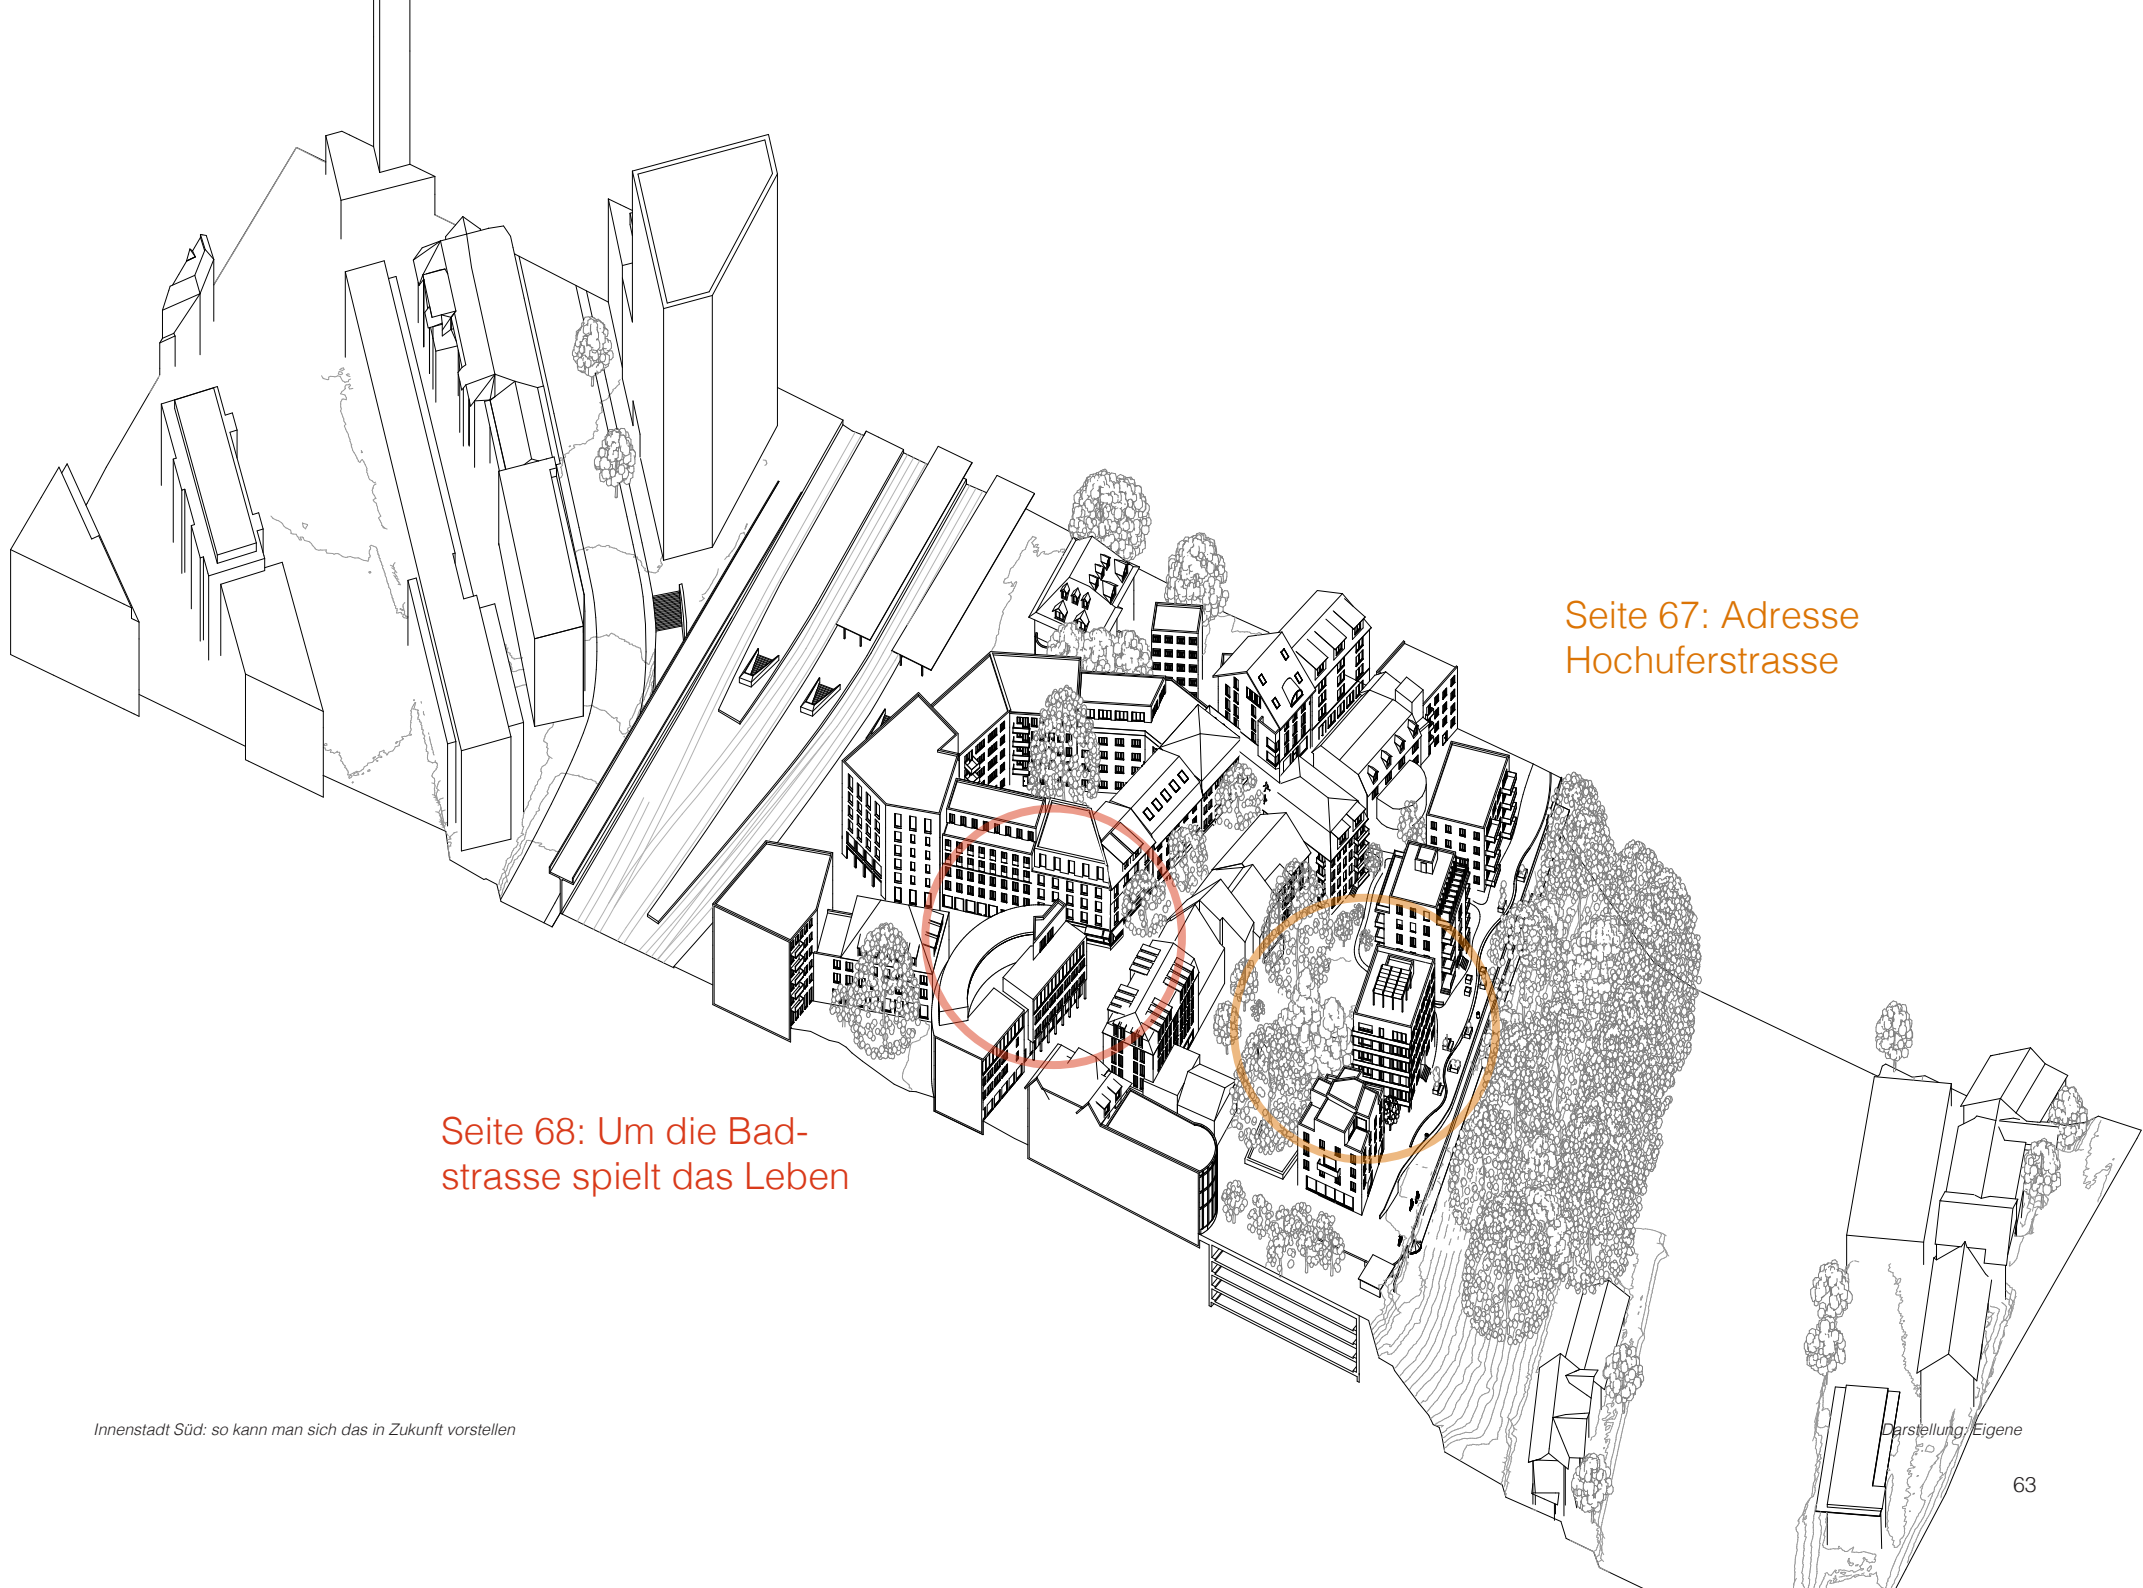 Seite 67: Adresse
Hochuferstrasse
Seite 68: Um die Bad-
strasse spielt das Leben
Innenstadt Süd: so kann man sich das in Zukunft vorstellen
Darstellung: Eigene
63